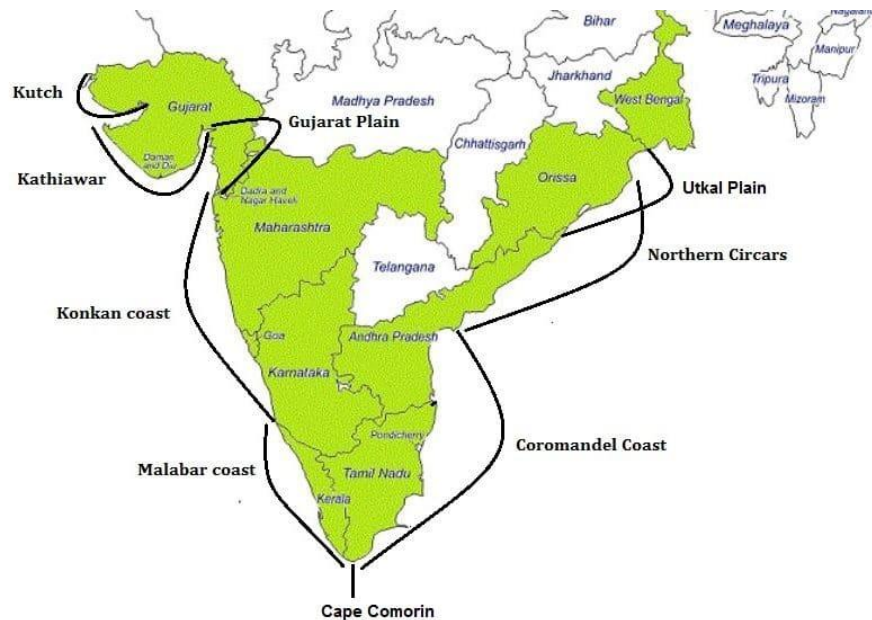 Bihar
Meghalaya
Nagaland
Manipur
Jharkhand
Tripura
Mizoram
West Bengal
Kutch
Gujarat
Madhya Pradesh
Gujarat Plain
Chhattisgarh
Kathiawar
Daman
and Diu
Orissa
Utkal Plain
Dadra and
Nagar Haveli
Maharashtra
Telangana
Northern Circars
Konkan coast
Goa
Andhra Pradesh
Karnataka
Pondicherry
Coromandel Coast
Malabar coast
Tamil Nadu
Kerala
Cape Comorin